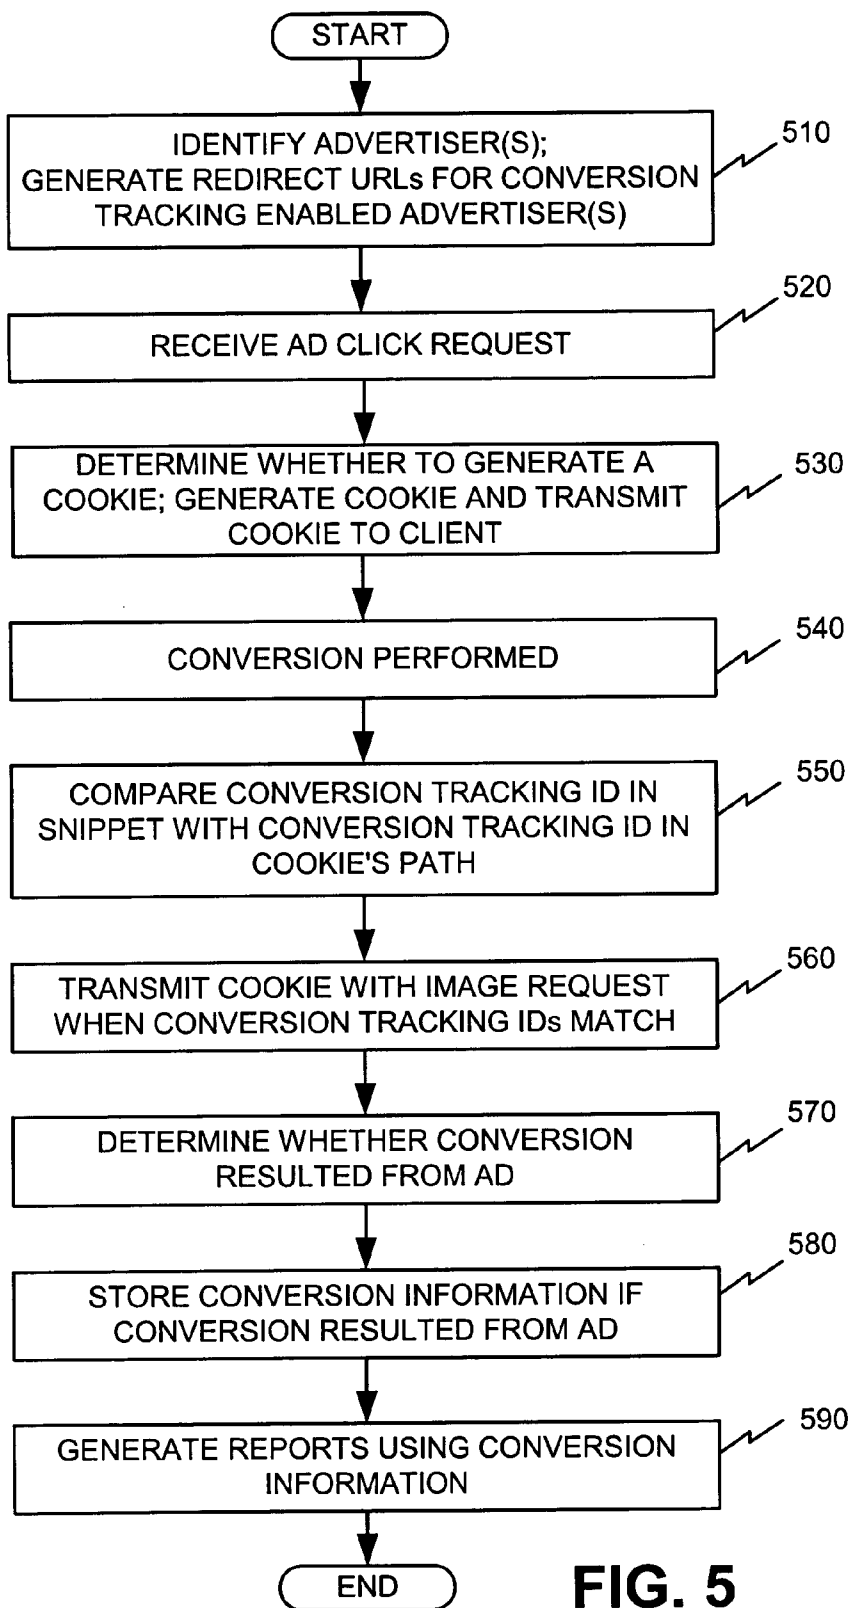 START
IDENTIFY ADVERTISER(S);
GENERATE REDIRECT URLs FOR CONVERSION
TRACKING ENABLED ADVERTISER(S)
510
RECEIVE AD CLICK REQUEST
520
DETERMINE WHETHER TO GENERATE A
COOKIE; GENERATE COOKIE AND TRANSMIT
COOKIE TO CLIENT
530
CONVERSION PERFORMED
540
COMPARE CONVERSION TRACKING ID IN
SNIPPET WITH CONVERSION TRACKING ID IN
COOKIE'S PATH
550
TRANSMIT COOKIE WITH IMAGE REQUEST
WHEN CONVERSION TRACKING IDs MATCH
560
DETERMINE WHETHER CONVERSION
RESULTED FROM AD
570
STORE CONVERSION INFORMATION IF
CONVERSION RESULTED FROM AD
580
GENERATE REPORTS USING CONVERSION
INFORMATION
590
END
FIG. 5